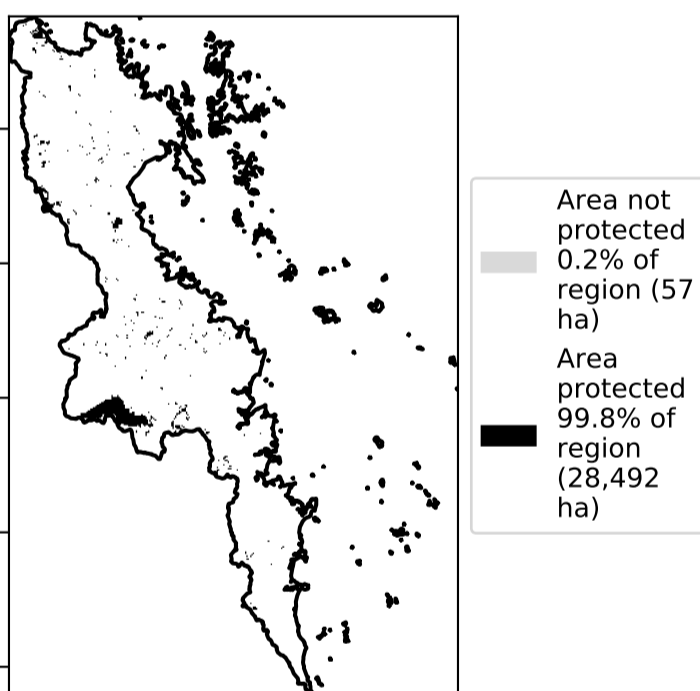 Area not
protected
0.2% of
region (57
ha)
Area
protected
99.8% of
region
(28,492
ha)